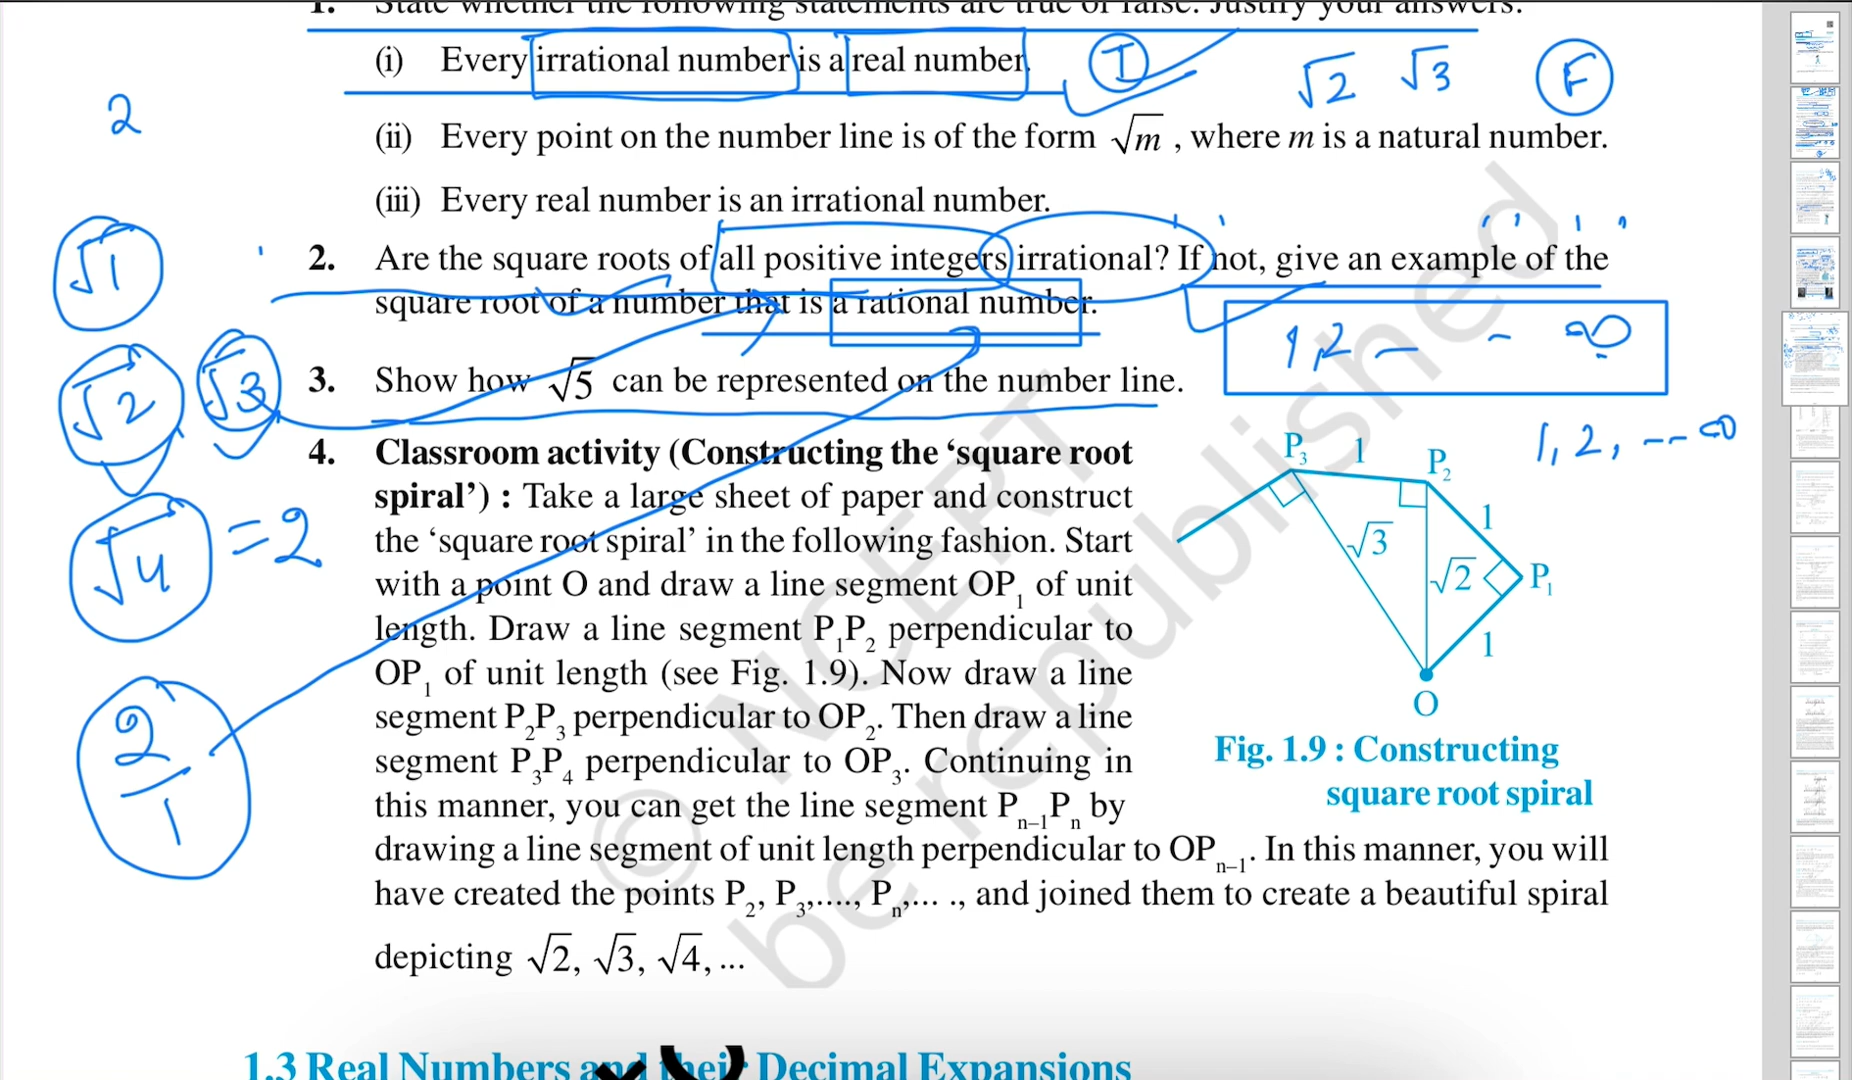 1. State whether the following statements are true or false. Justify your answers.
(i) Every irrational number is a real number. T √2 √3 F
2
(ii) Every point on the number line is of the form √m , where m is a natural number.
(iii) Every real number is an irrational number.
√1
2. Are the square roots of all positive integers irrational? If not, give an example of the
square root of a number that is a rational number.
1, 2 – - ∞
√2 √3
3. Show how √5 can be represented on the number line.
1, 2, --- ∞
4. Classroom activity (Constructing the ‘square root
spiral’) : Take a large sheet of paper and construct
the ‘square root spiral’ in the following fashion. Start
with a point O and draw a line segment OP₁ of unit
length. Draw a line segment P₁P₂ perpendicular to
OP₁ of unit length (see Fig. 1.9). Now draw a line
segment P₂P₃ perpendicular to OP₂. Then draw a line
segment P₃P₄ perpendicular to OP₃. Continuing in
this manner, you can get the line segment Pₙ₋₁Pₙ by
drawing a line segment of unit length perpendicular to OPₙ₋₁. In this manner, you will
have created the points P₂, P₃,...., Pₙ,... ., and joined them to create a beautiful spiral
depicting √2, √3, √4, ...
√4 = 2
2/1
P₃ 1 P₂
1
√3
√2 P₁
1
O
Fig. 1.9 : Constructing
square root spiral
© NCERT
be republished
1.3 Real Numbers and their Decimal Expansions